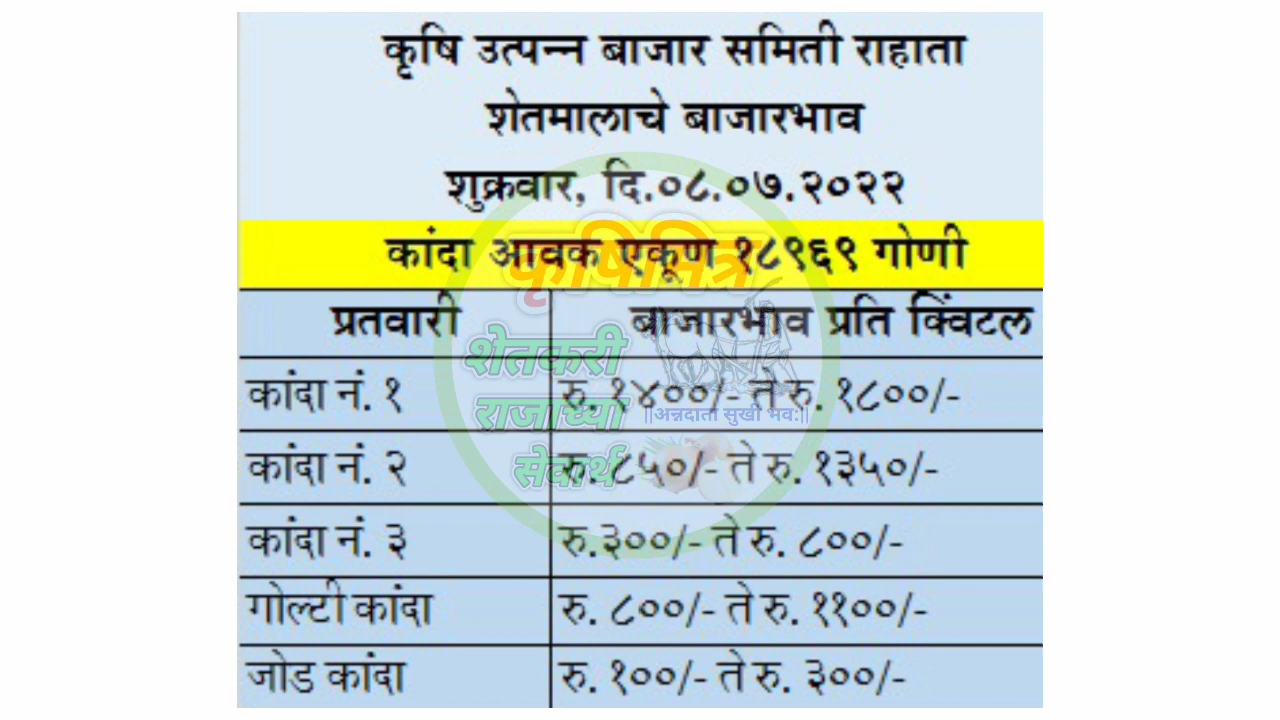 कृषि उत्पन्न बाजार समिती राहाता
शेतमालाचे बाजारभाव
शुक्रवार, दि.०८.०७.२०२२
कांदा आवक एकूण १८९६९ गोणी
प्रतवारी बाजारभाव प्रति क्विंटल
कांदा नं. १ रु. १४००/- ते रु. १८००/-
कांदा नं. २ रु.८५०/- ते रु. १३५०/-
कांदा नं. ३ रु.३००/- ते रु. ८००/-
गोल्टी कांदा रु. ८००/- ते रु. ११००/-
जोड कांदा रु. १००/- ते रु. ३००/-
कृषिमित्र
शेतकरी
राजाच्या
सेवार्थ
||अन्नदाता सुखी भवः||